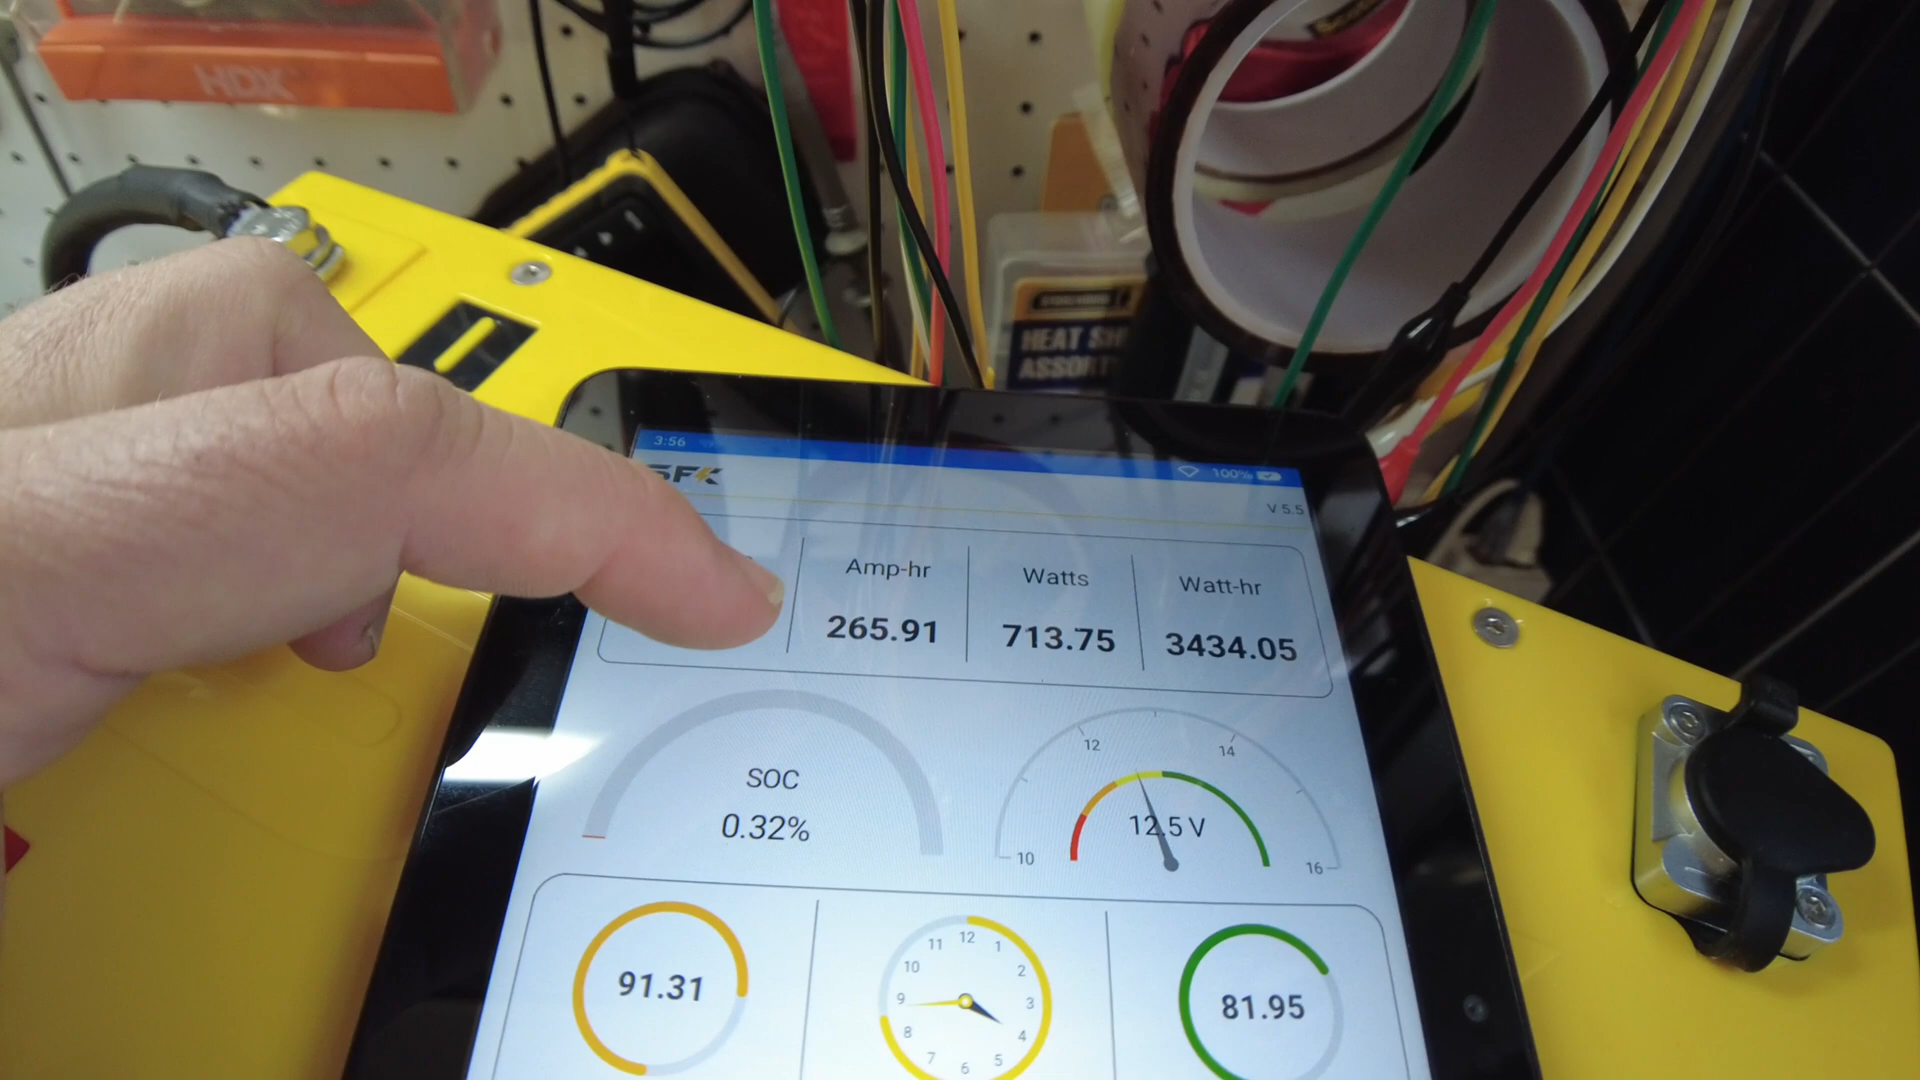 HDX
HEAT SH
ASSORT
3:56
100%
SFK
V 5.5
Amp-hr
Watts
Watt-hr
265.91
713.75
3434.05
SOC
0.32%
12
14
12.5 V
10
16
91.31
12
11
1
10
2
9
3
8
4
7
5
6
81.95